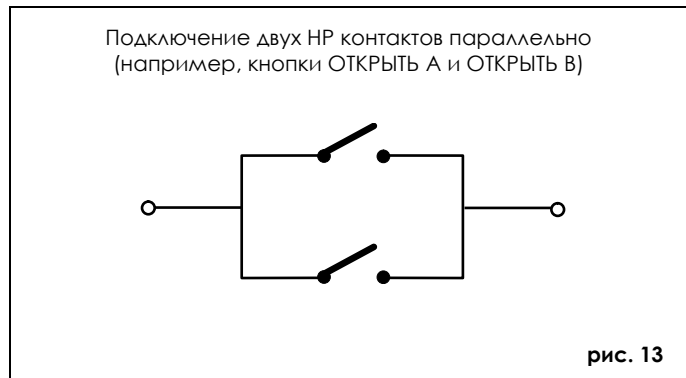 Подключение двух НР контактов параллельно
(например, кнопки ОТКРЫТЬ А и ОТКРЫТЬ В)
рис. 13